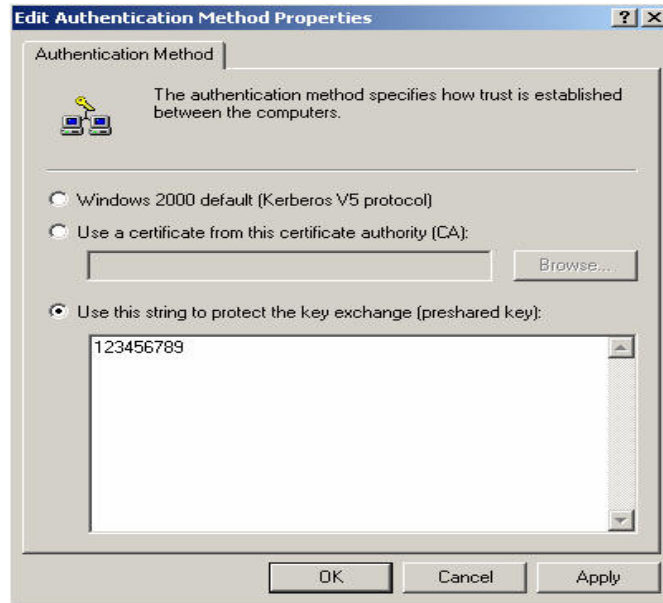 Edit Authentication Method Properties
Authentication Method
The authentication method specifies how trust is established
between the computers.
Windows 2000 default (Kerberos V5 protocol)
Use a certificate from this certificate authority (CA):
Browse...
Use this string to protect the key exchange (preshared key):
123456789
OK
Cancel
Apply